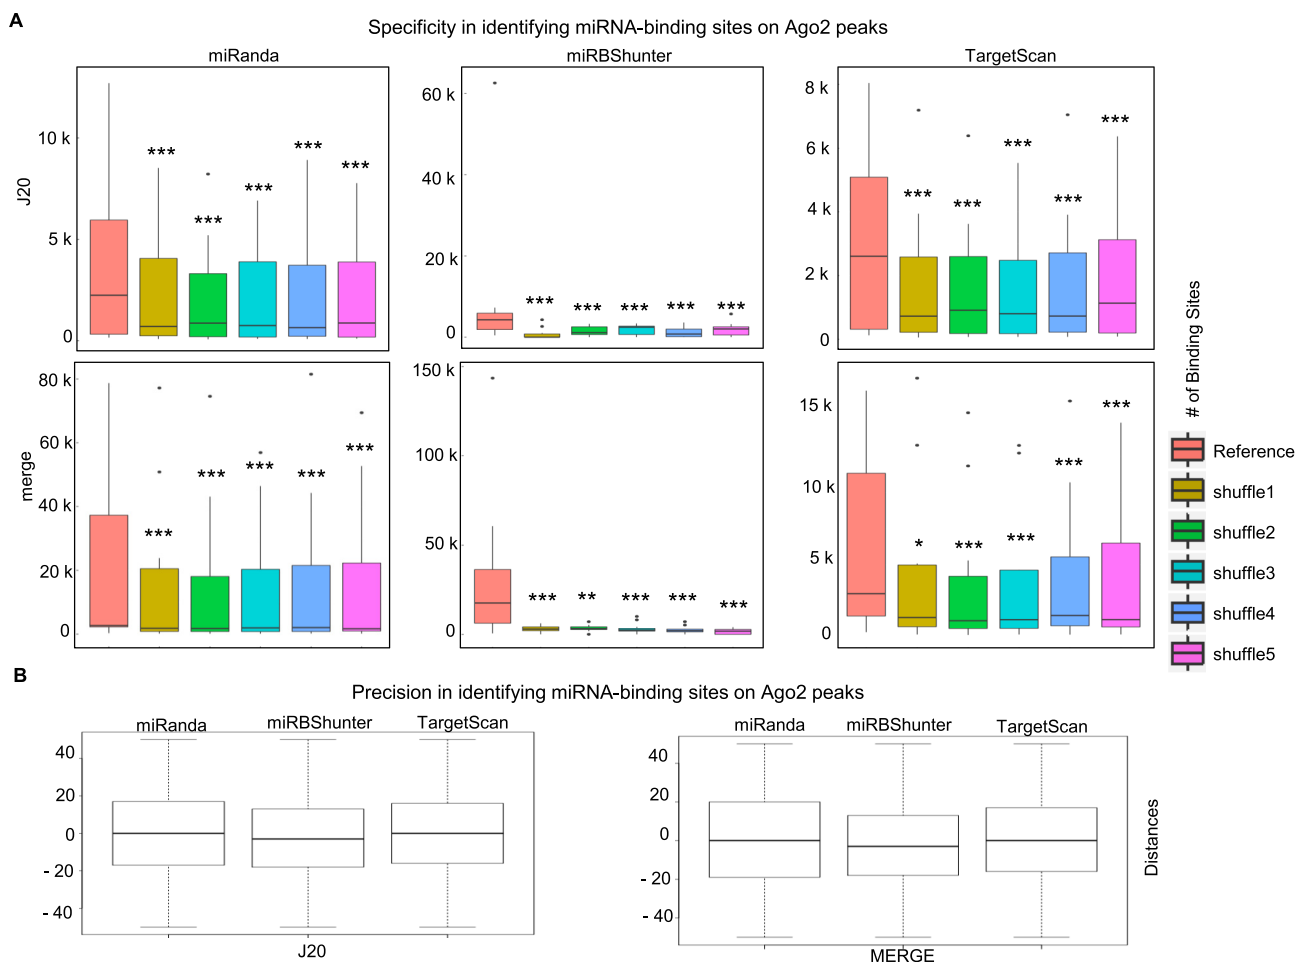 A
Specificity in identifying miRNA-binding sites on Ago2 peaks
miRanda
miRBShunter
TargetScan
J20
10 k
5 k
0
*** *** *** *** ***
60 k
40 k
20 k
0
*** *** *** *** ***
8 k
6 k
4 k
2 k
0
*** *** *** *** ***
merge
80 k
60 k
40 k
20 k
0
*** *** *** *** ***
150 k
100 k
50 k
0
*** ** *** *** ***
15 k
10 k
5 k
0
* *** *** *** ***
# of Binding Sites
Reference
shuffle1
shuffle2
shuffle3
shuffle4
shuffle5
B
Precision in identifying miRNA-binding sites on Ago2 peaks
miRanda
miRBShunter
TargetScan
40
20
0
- 20
- 40
J20
miRanda
miRBShunter
TargetScan
40
20
0
- 20
- 40
MERGE
Distances